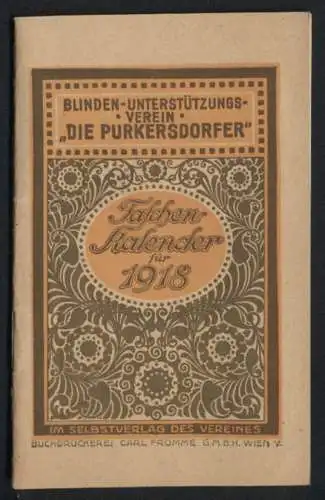 BLINDEN-UNTERSTÜTZUNGS-
· VEREIN ·
„DIE PURKERSDORFER"
Taschen-
Kalender
für
1918
IM SELBSTVERLAG DES VEREINES
BUCHDRUCKEREI CARL FROMME G.M.B.H. WIEN V.